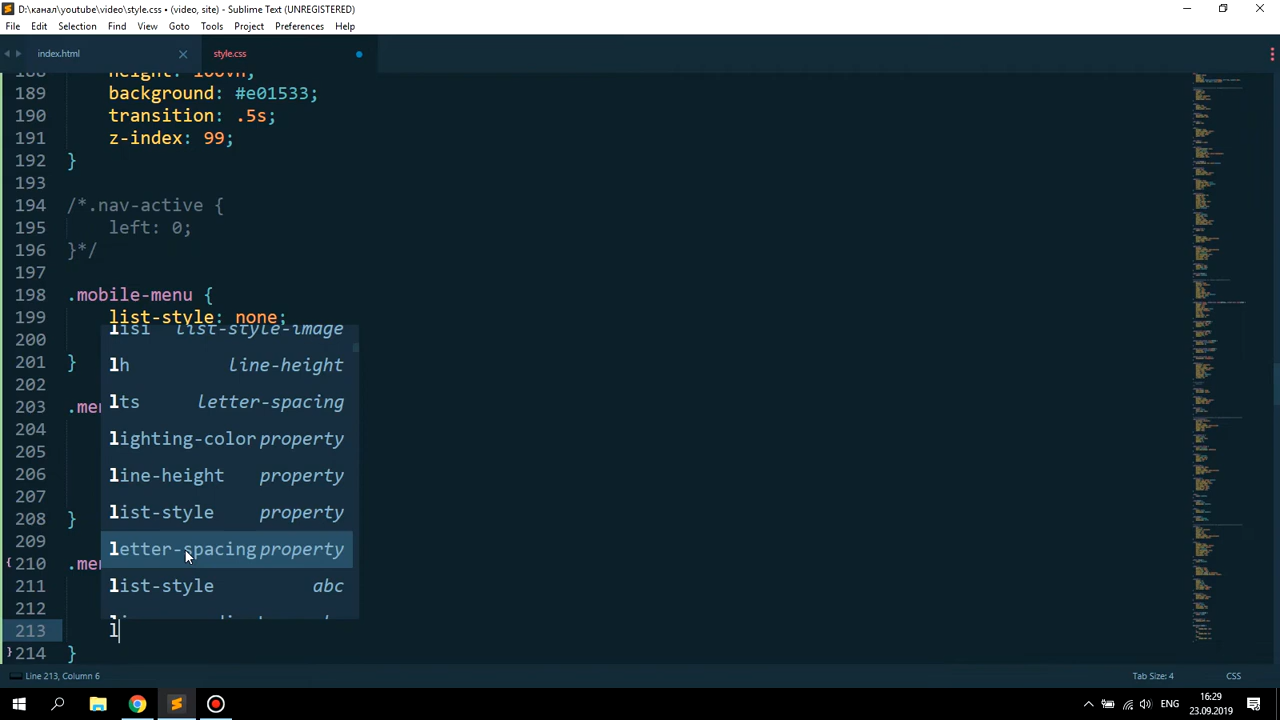 D:\канал\youtube\video\style.css • (video, site) - Sublime Text (UNREGISTERED)
File Edit Selection Find View Goto Tools Project Preferences Help
index.html style.css
188 height: 100vh;
189 background: #e01533;
190 transition: .5s;
191 z-index: 99;
192 }
193
194 /*.nav-active {
195 left: 0;
196 }*/
197
198 .mobile-menu {
199 list-style: none;
200 lisi list-style-image
201 } lh line-height
202 lts letter-spacing
203 .men
204 lighting-color property
205
206 line-height property
207 list-style property
208 }
209 letter-spacing property
210 .men
211 list-style abc
212
213 l
214 }
Line 213, Column 6 Tab Size: 4 CSS
ENG 16:29
23.09.2019